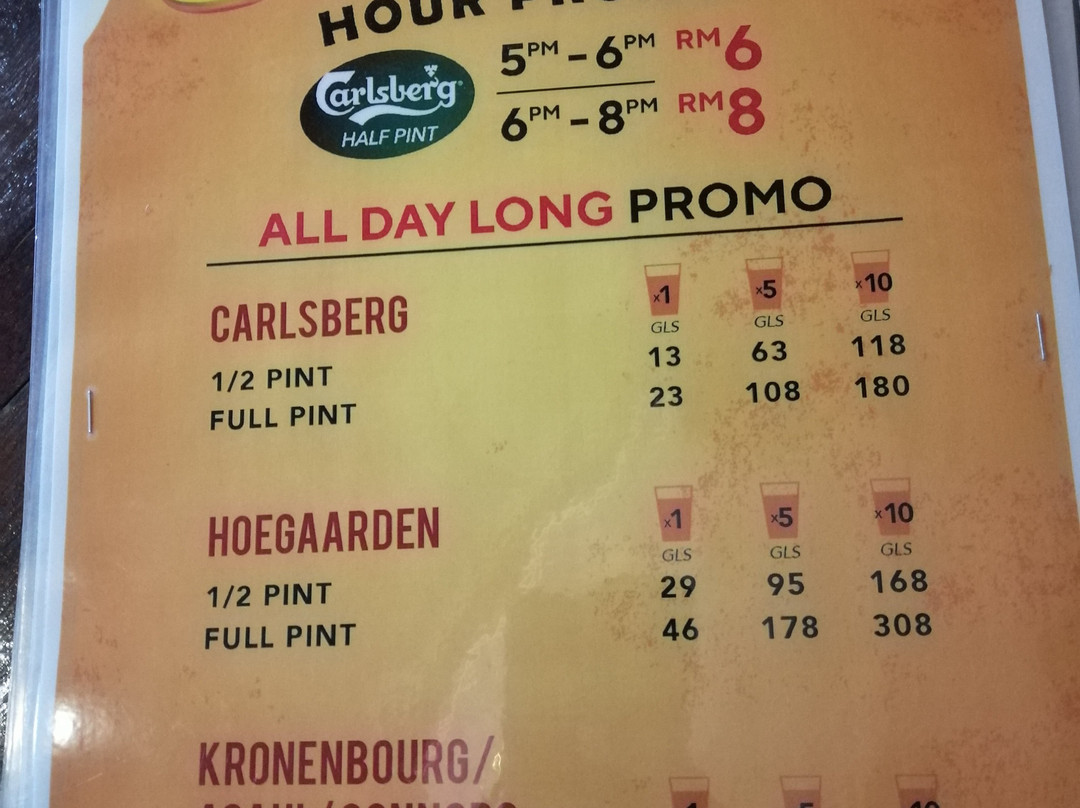 HOUR
Carlsberg
HALF PINT
5PM – 6PM RM6
6PM – 8PM RM8
ALL DAY LONG PROMO
CARLSBERG x1 x5 x10
GLS GLS GLS
1/2 PINT 13 63 118
FULL PINT 23 108 180
HOEGAARDEN x1 x5 x10
GLS GLS GLS
1/2 PINT 29 95 168
FULL PINT 46 178 308
KRONENBOURG/